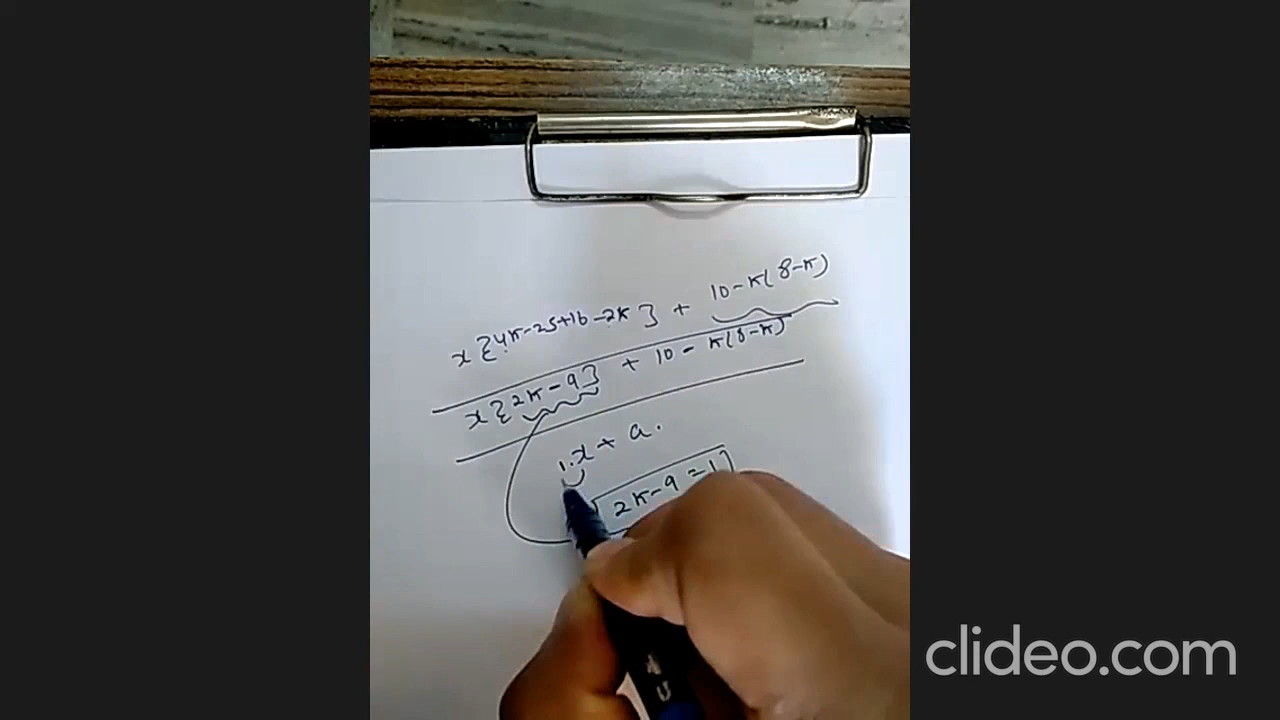 x{4k-25+16-2k} + 10-k(8-k)
x{2k-9} + 10-k(8-k)
1.x + a.
2k-9 = 1
clideo.com